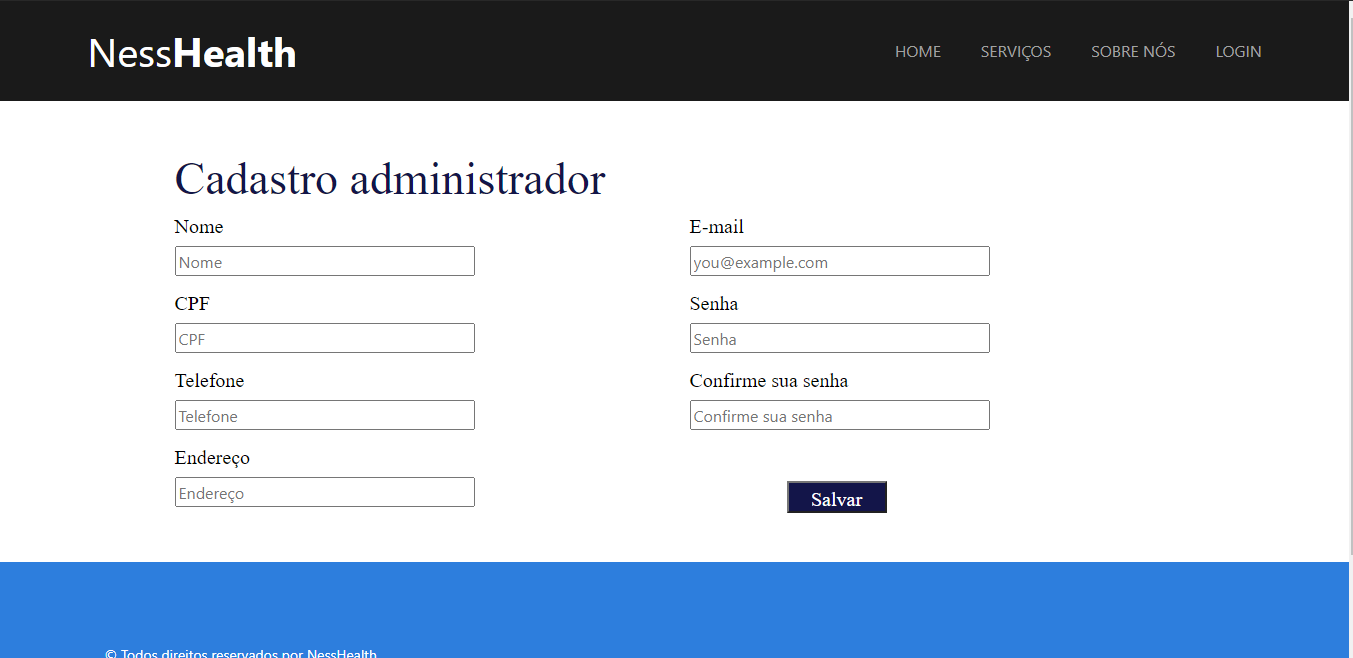 NessHealth
HOME SERVIÇOS SOBRE NÓS LOGIN
Cadastro administrador
Nome
Nome
CPF
CPF
Telefone
Telefone
Endereço
Endereço
E-mail
you@example.com
Senha
Senha
Confirme sua senha
Confirme sua senha
Salvar
© Todos direitos reservados por NessHealth